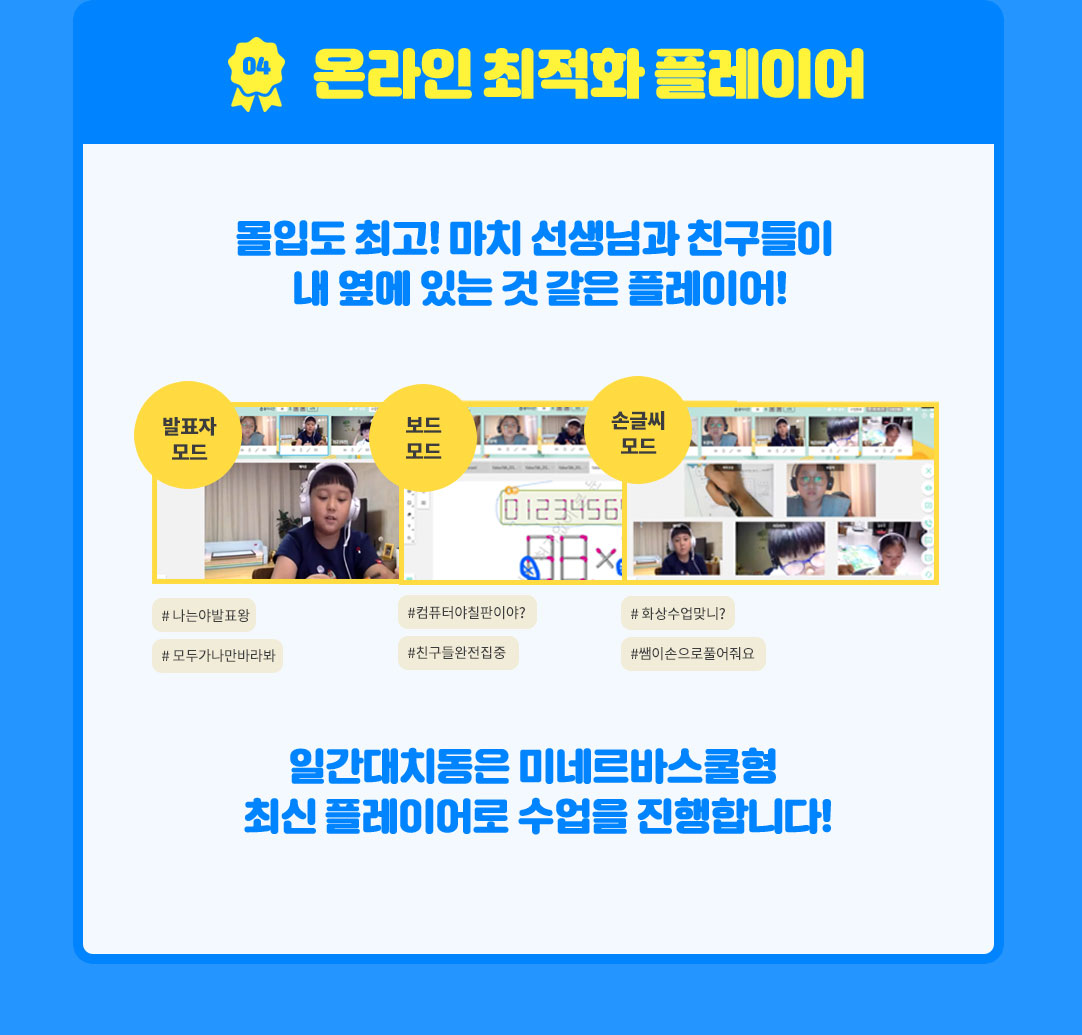 04
온라인 최적화 플레이어
몰입도 최고! 마치 선생님과 친구들이
내 옆에 있는 것 같은 플레이어!
발표자
모드
보드
모드
손글씨
모드
0123456
# 나는야발표왕
# 모두가나만바라봐
#컴퓨터야칠판이야?
#친구들완전집중
# 화상수업맞니?
#쌤이손으로풀어줘요
일간대치동은 미네르바스쿨형
최신 플레이어로 수업을 진행합니다!